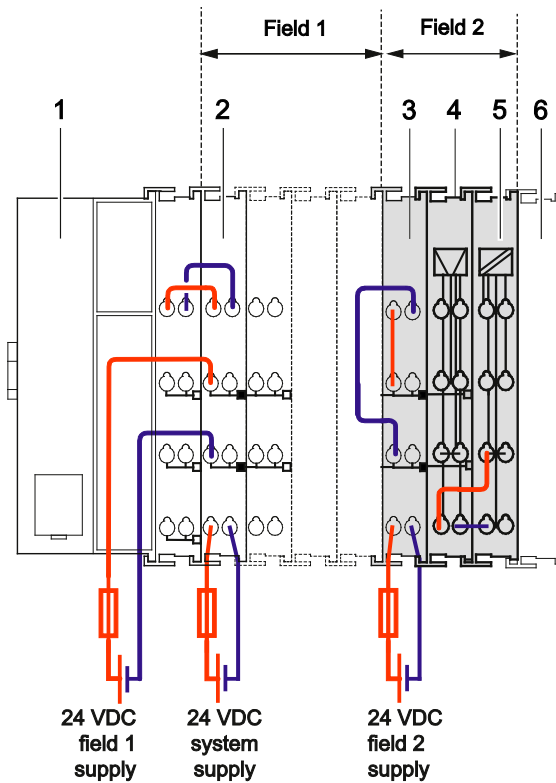 Field 1
Field 2
1
2
3
4
5
6
24 VDC
field 1
supply
24 VDC
system
supply
24 VDC
field 2
supply